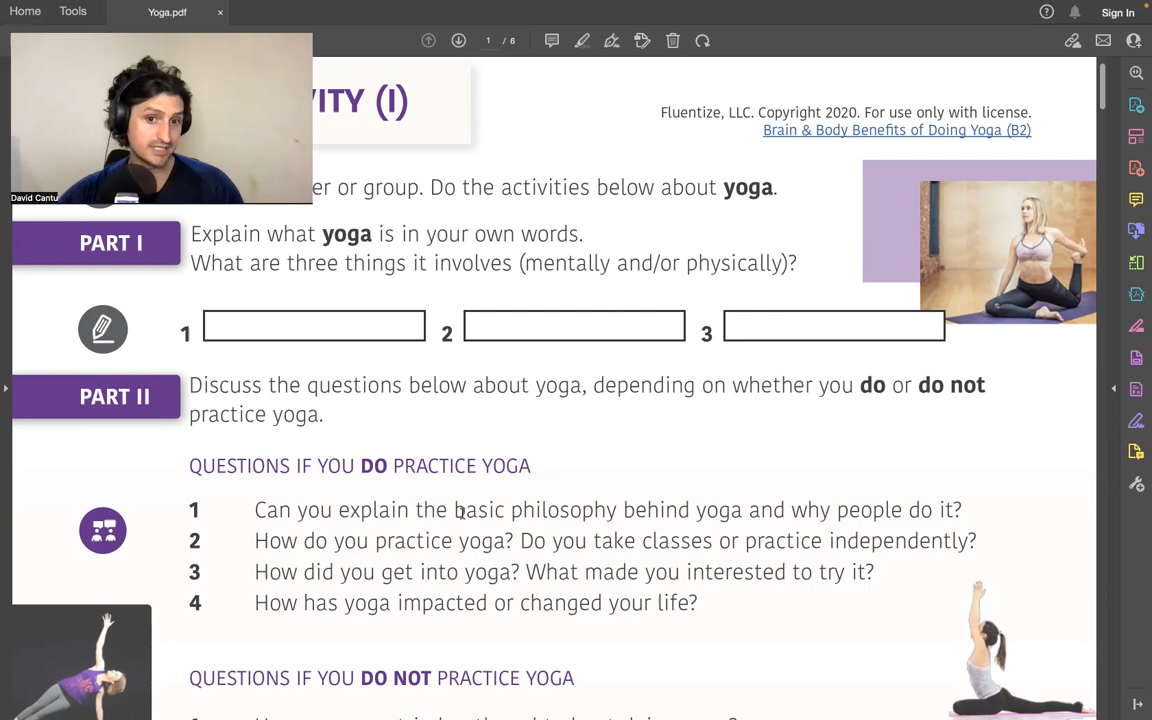 Home
Tools
Yoga.pdf
×
Sign In
1 / 6
VITY (I)
Fluentize, LLC. Copyright 2020. For use only with license.
Brain & Body Benefits of Doing Yoga (B2)
David Cantu
er or group. Do the activities below about yoga.
PART I
Explain what yoga is in your own words.
What are three things it involves (mentally and/or physically)?
1
2
3
PART II
Discuss the questions below about yoga, depending on whether you do or do not
practice yoga.
QUESTIONS IF YOU DO PRACTICE YOGA
1 Can you explain the basic philosophy behind yoga and why people do it?
2 How do you practice yoga? Do you take classes or practice independently?
3 How did you get into yoga? What made you interested to try it?
4 How has yoga impacted or changed your life?
QUESTIONS IF YOU DO NOT PRACTICE YOGA